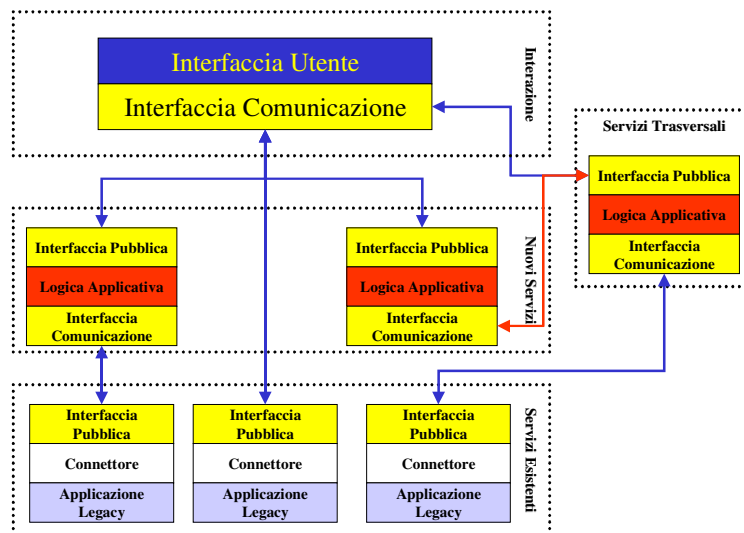 Interfaccia Utente
Interfaccia Comunicazione
Interazione
Servizi Trasversali
Interfaccia Pubblica
Logica Applicativa
Interfaccia
Comunicazione
Interfaccia Pubblica
Logica Applicativa
Interfaccia
Comunicazione
Interfaccia Pubblica
Logica Applicativa
Interfaccia
Comunicazione
Nuovi Servizi
Interfaccia
Pubblica
Connettore
Applicazione
Legacy
Interfaccia
Pubblica
Connettore
Applicazione
Legacy
Interfaccia
Pubblica
Connettore
Applicazione
Legacy
Servizi Esistenti